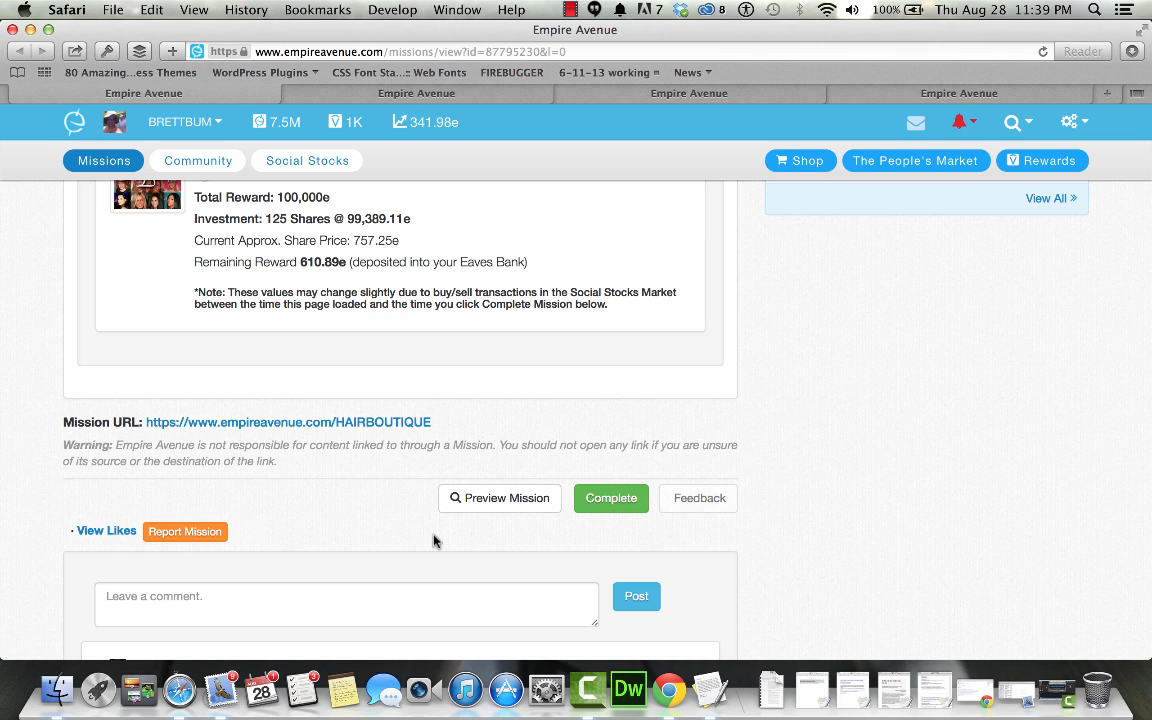 Safari File Edit View History Bookmarks Develop Window Help 7 8 100% Thu Aug 28 11:39 PM
Empire Avenue
https www.empireavenue.com/missions/view?id=87795230&l=0 Reader
80 Amazing...ess Themes WordPress Plugins CSS Font Sta...:: Web Fonts FIREBUGGER 6-11-13 working = News
Empire Avenue Empire Avenue Empire Avenue Empire Avenue
BRETTBUM 7.5M 1K 341.98e
Missions Community Social Stocks Shop The People's Market Rewards
View All »
Total Reward: 100,000e
Investment: 125 Shares @ 99,389.11e
Current Approx. Share Price: 757.25e
Remaining Reward 610.89e (deposited into your Eaves Bank)
*Note: These values may change slightly due to buy/sell transactions in the Social Stocks Market
between the time this page loaded and the time you click Complete Mission below.
Mission URL: https://www.empireavenue.com/HAIRBOUTIQUE
Warning: Empire Avenue is not responsible for content linked to through a Mission. You should not open any link if you are unsure
of its source or the destination of the link.
Preview Mission Complete Feedback
· View Likes Report Mission
Leave a comment. Post
9 1 3
28 Dw